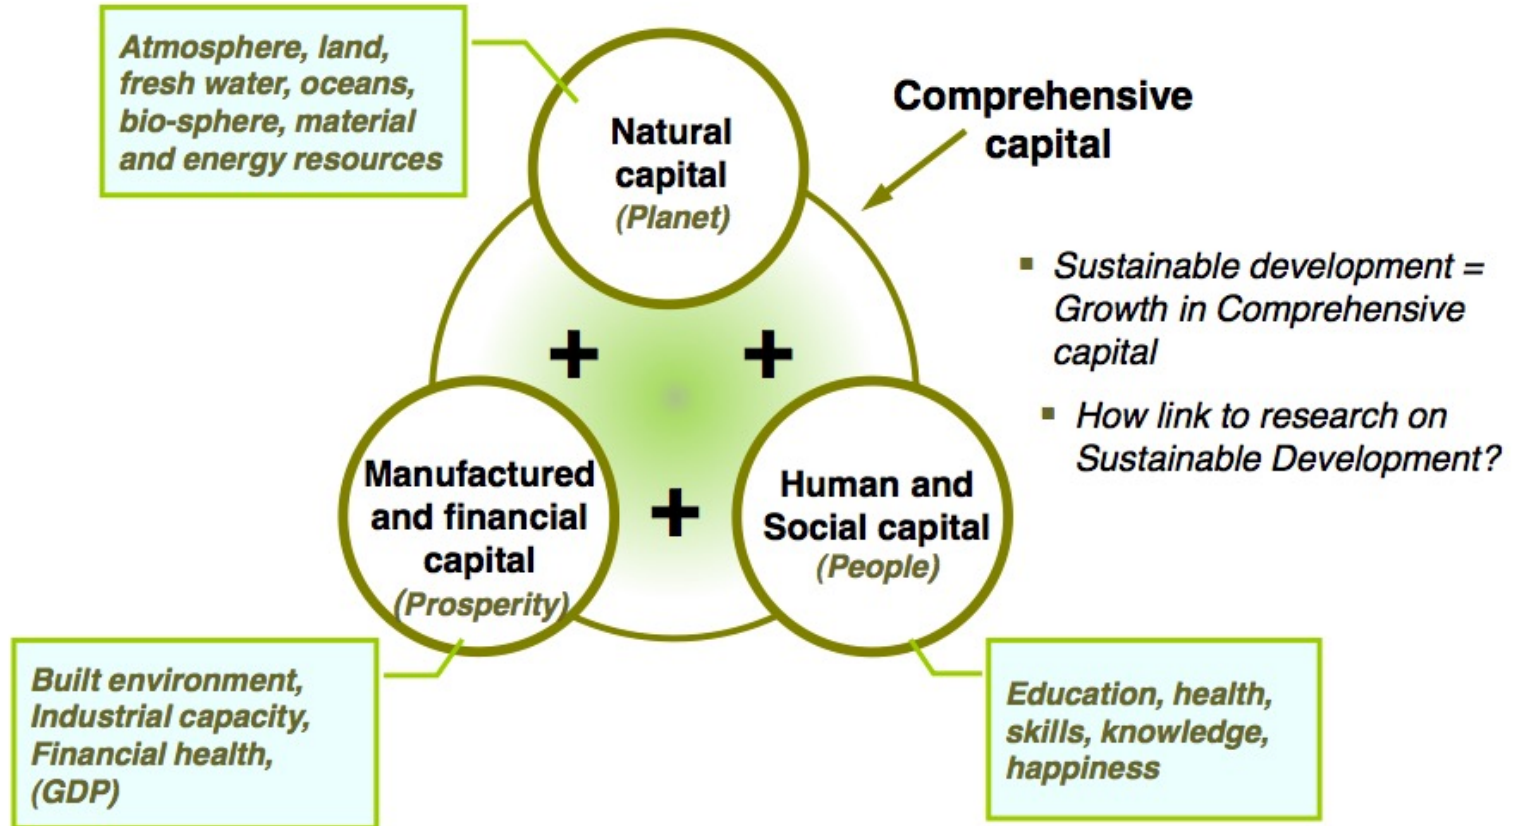 Atmosphere, land,
fresh water, oceans,
bio-sphere, material
and energy resources
Natural
capital
(Planet)
Comprehensive
capital
▪ Sustainable development =
Growth in Comprehensive
capital
▪ How link to research on
Sustainable Development?
+ +
Manufactured
and financial
capital
(Prosperity)
+
Human and
Social capital
(People)
Built environment,
Industrial capacity,
Financial health,
(GDP)
Education, health,
skills, knowledge,
happiness